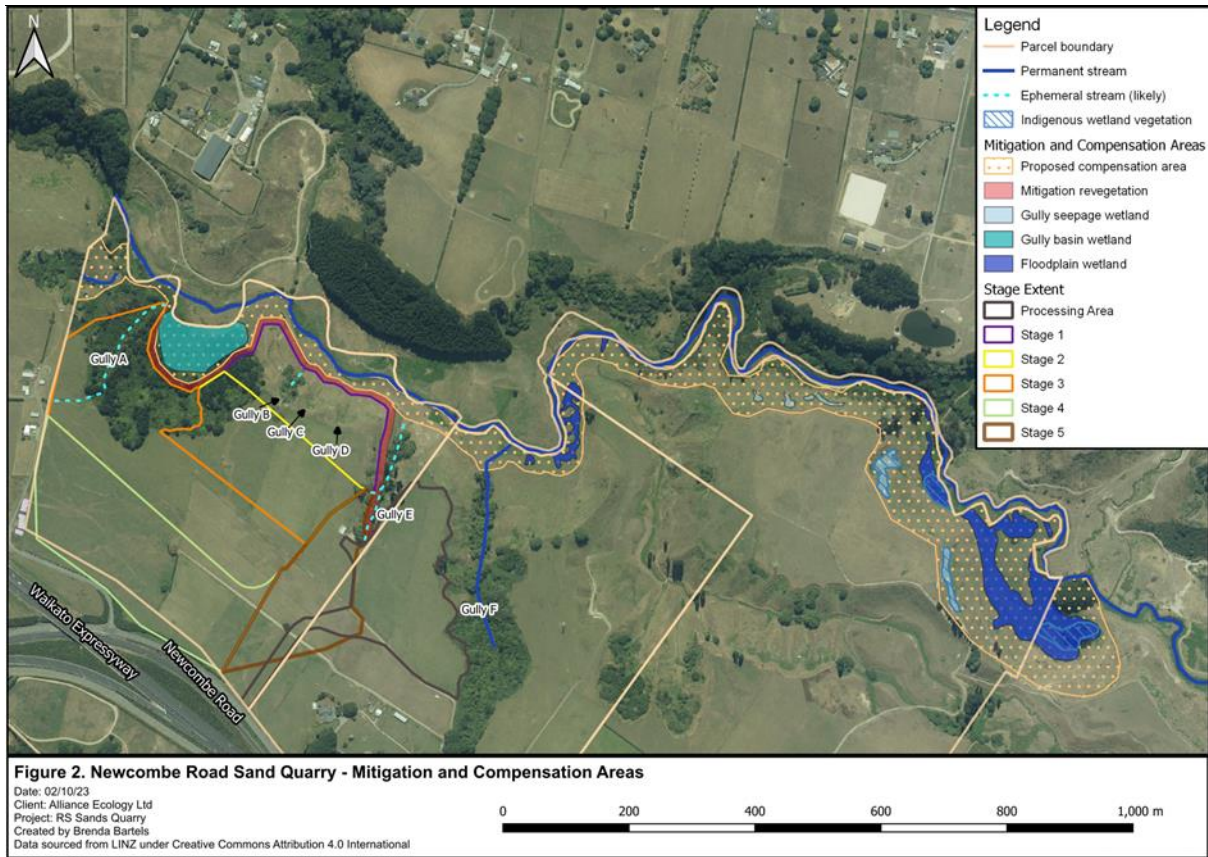 N
Legend
Parcel boundary
Permanent stream
Ephemeral stream (likely)
Indigenous wetland vegetation
Mitigation and Compensation Areas
Proposed compensation area
Mitigation revegetation
Gully seepage wetland
Gully basin wetland
Floodplain wetland
Stage Extent
Processing Area
Stage 1
Stage 2
Stage 3
Stage 4
Stage 5
Gully A
Gully B
Gully C
Gully D
Gully E
Gully F
Waikato Expressyway
Newcombe Road
Figure 2. Newcombe Road Sand Quarry - Mitigation and Compensation Areas
Date: 02/10/23
Client: Alliance Ecology Ltd
Project: RS Sands Quarry
Created by Brenda Bartels
Data sourced from LINZ under Creative Commons Attribution 4.0 International
0 200 400 600 800 1,000 m